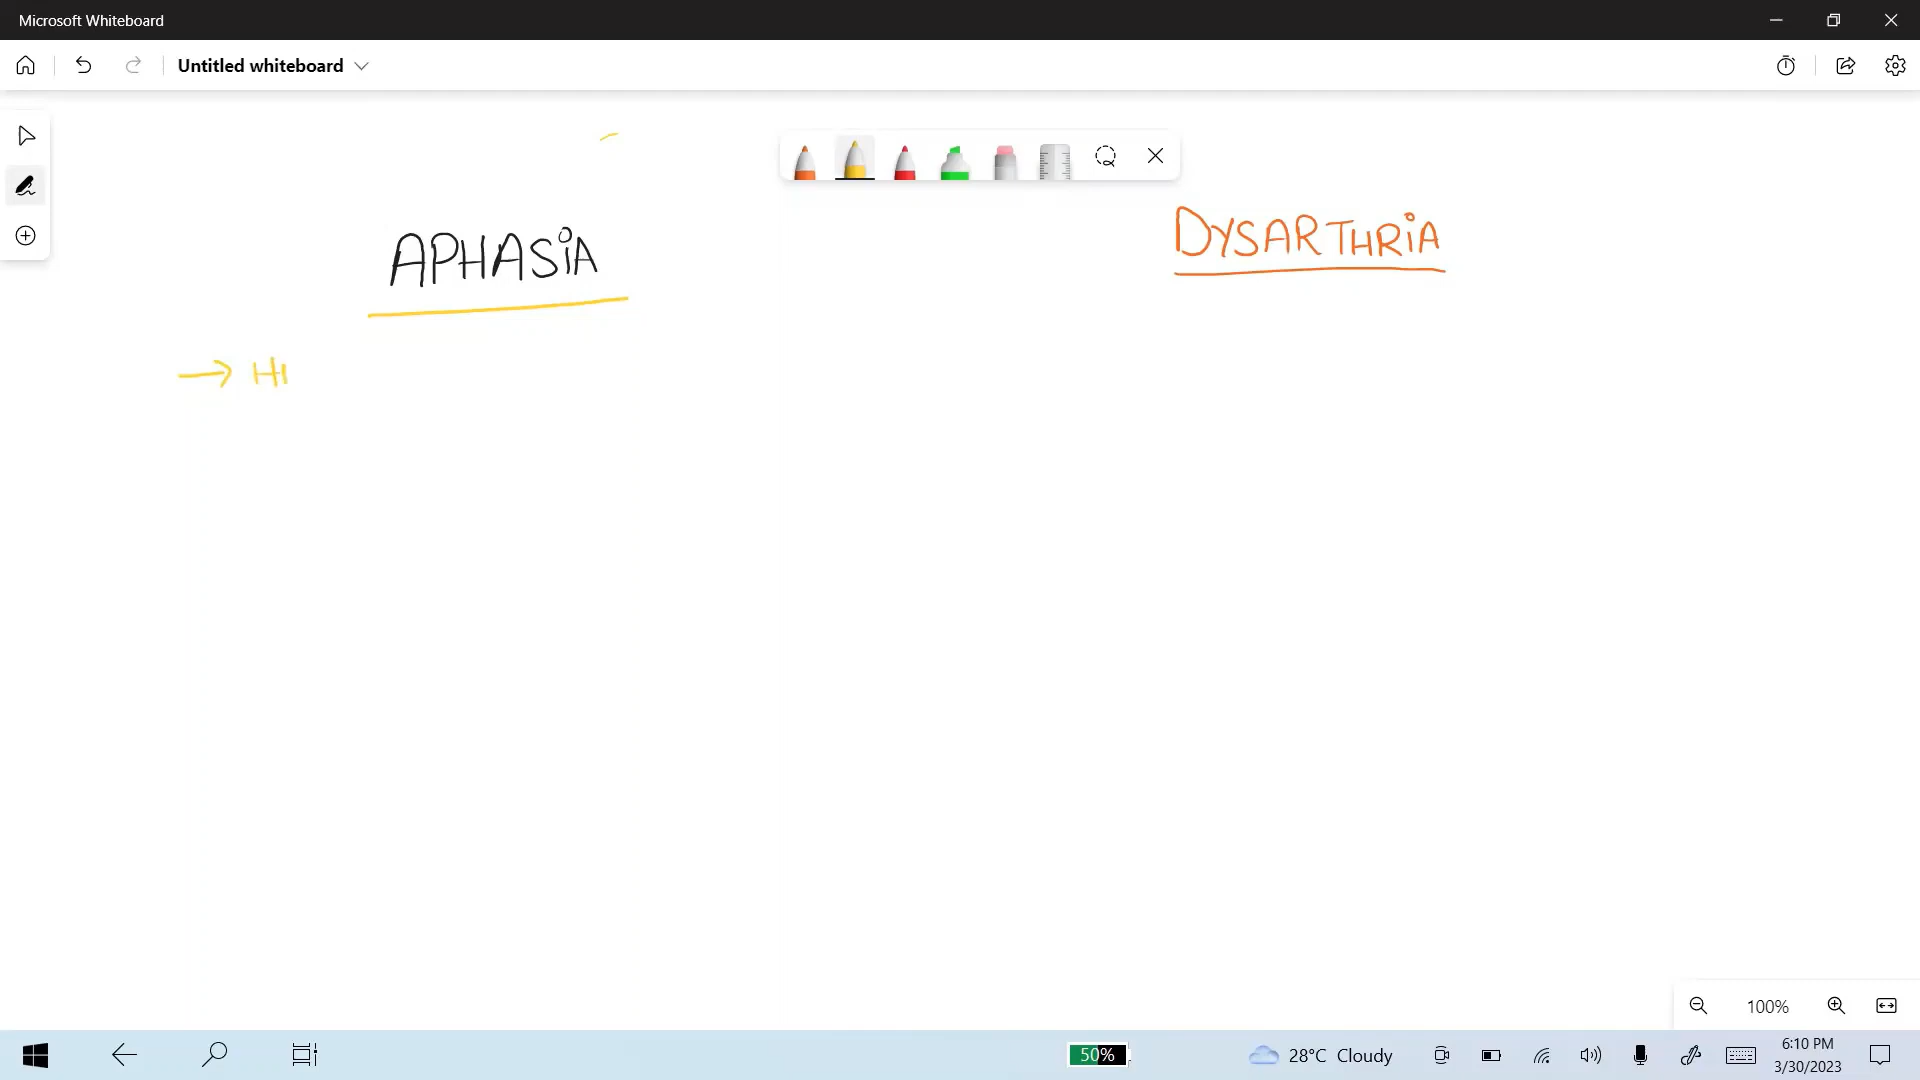 Microsoft Whiteboard
Untitled whiteboard
APHASiA
DYSARTHRiA
→ HI
100%
50%
28°C Cloudy
6:10 PM
3/30/2023